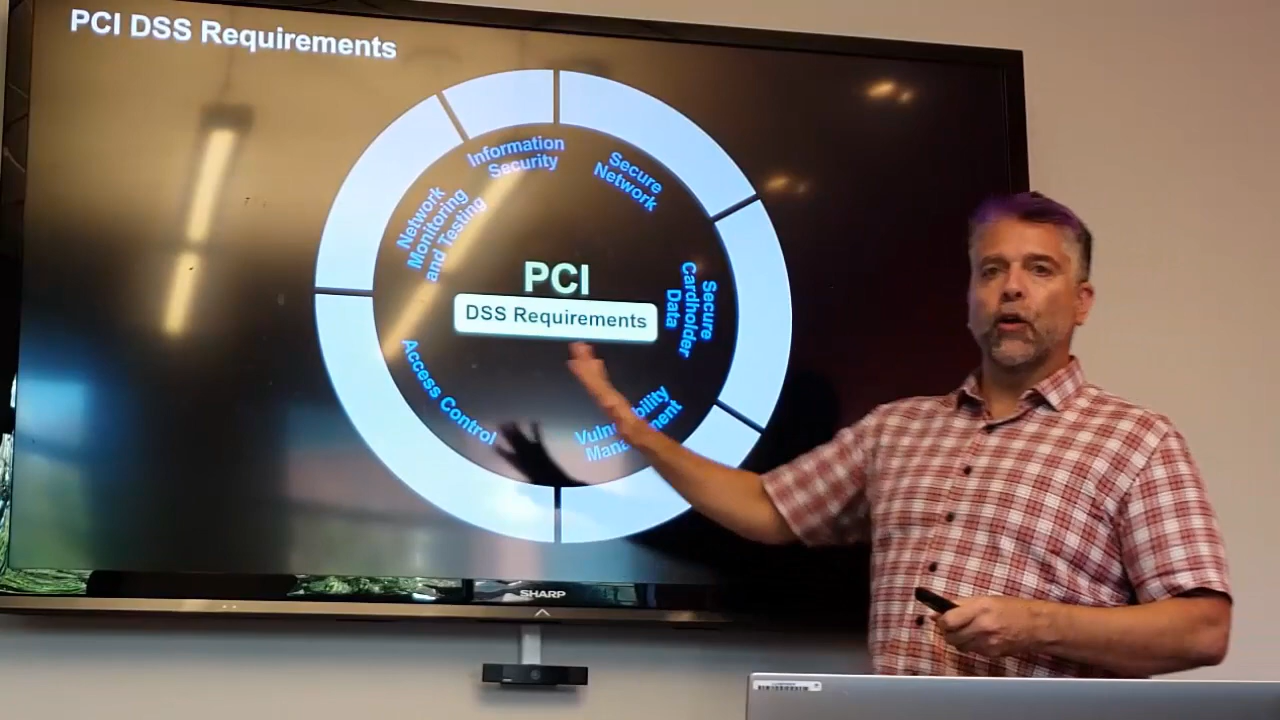 PCI DSS Requirements
Information
Security
Secure
Network
Network
Monitoring
and Testing
PCI
DSS Requirements
Secure
Cardholder
Data
Access Control
SHARP